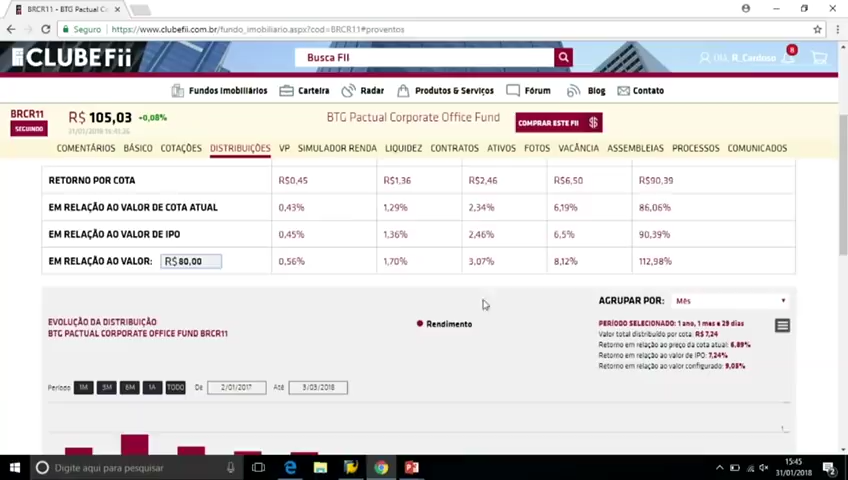 BRCR11 - BTG Pactual Co
Seguro
https://www.clubefii.com.br/fundo_imobiliario.aspx?cod=BRCR11#proventos
CLUBEFii
Busca FII
Olá, R. Cardoso
8
Fundos Imobiliários
Carteira
Radar
Produtos & Serviços
Fórum
Blog
Contato
BRCR11
SEGUINDO
R$ 105,03 +0,08%
BTG Pactual Corporate Office Fund
COMPRAR ESTE FII $
COMENTÁRIOS BÁSICO COTAÇÕES DISTRIBUIÇÕES VP SIMULADOR RENDA LIQUIDEZ CONTRATOS ATIVOS FOTOS VACÂNCIA ASSEMBLEIAS PROCESSOS COMUNICADOS
RETORNO POR COTA R$0,45 R$1,36 R$2,46 R$6,50 R$90,39
EM RELAÇÃO AO VALOR DE COTA ATUAL 0,43% 1,29% 2,34% 6,19% 86,06%
EM RELAÇÃO AO VALOR DE IPO 0,45% 1,36% 2,46% 6,5% 90,39%
EM RELAÇÃO AO VALOR: R$ 80,00 0,56% 1,70% 3,07% 8,12% 112,98%
AGRUPAR POR: Mês
EVOLUÇÃO DA DISTRIBUIÇÃO
BTG PACTUAL CORPORATE OFFICE FUND BRCR11
Rendimento
PERÍODO SELECIONADO: 1 ano, 1 mes e 29 dias
Valor total distribuído por cota: R$ 7,24
Retorno em relação ao preço da cota atual: 6,89%
Retorno em relação ao valor de IPO: 7,24%
Retorno em relação ao valor configurado: 9,05%
Período 1M 3M 6M 1A TODO De 2/01/2017 Até 3/03/2018
Digite aqui para pesquisar
15:45
31/01/2018